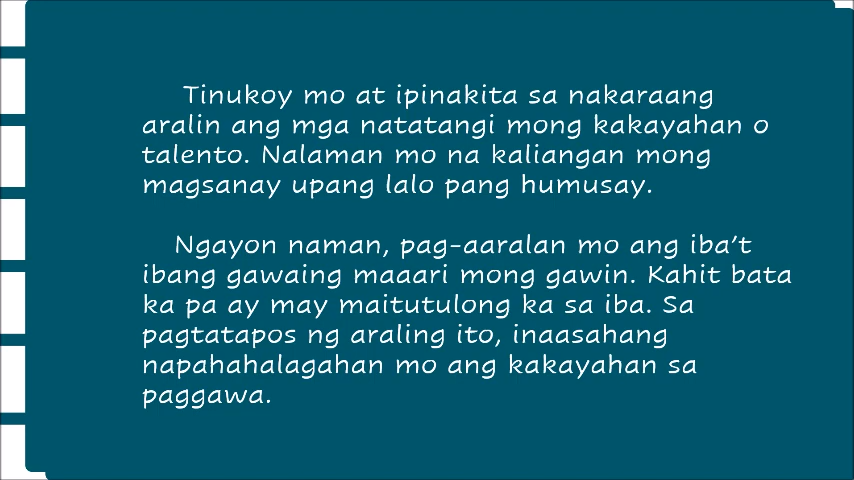 Tinukoy mo at ipinakita sa nakaraang
aralin ang mga natatangi mong kakayahan o
talento. Nalaman mo na kaliangan mong
magsanay upang lalo pang humusay.
Ngayon naman, pag-aaralan mo ang iba't
ibang gawaing maaari mong gawin. Kahit bata
ka pa ay may maitutulong ka sa iba. Sa
pagtatapos ng araling ito, inaasahang
napahahalagahan mo ang kakayahan sa
paggawa.